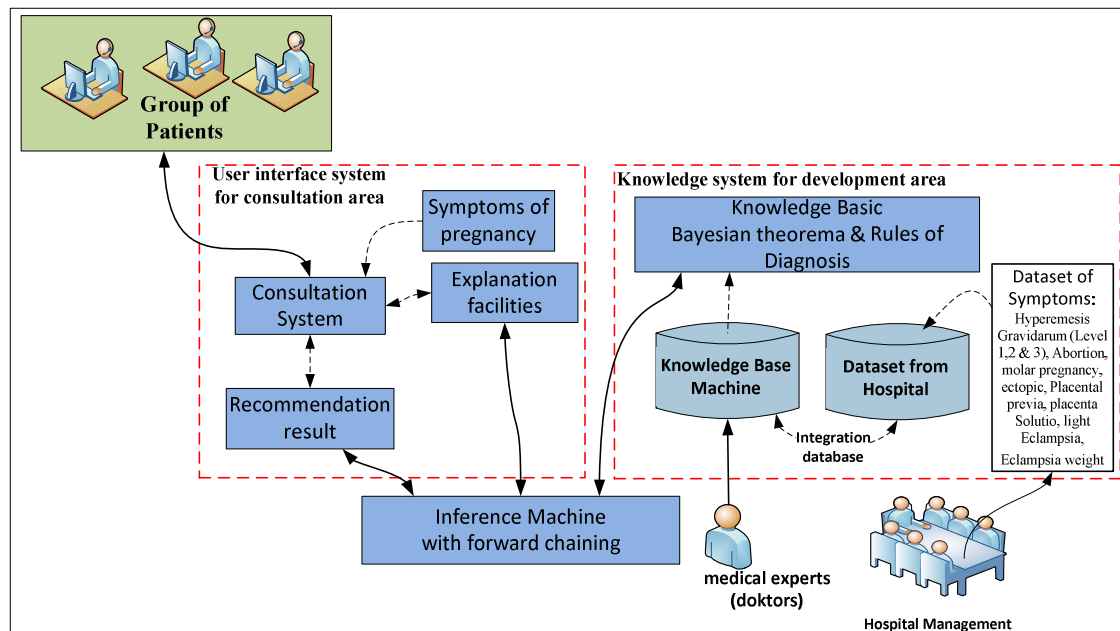 Group of
Patients
User interface system
for consultation area
Symptoms of
pregnancy
Explanation
facilities
Consultation
System
Recommendation
result
Knowledge system for development area
Knowledge Basic
Bayesian theorema & Rules of
Diagnosis
Knowledge Base
Machine
Dataset from
Hospital
Integration
database
Dataset of
Symptoms:
Hyperemesis
Gravidarum (Level
1,2 & 3), Abortion,
molar pregnancy,
ectopic, Placental
previa, placenta
Solutio, light
Eclampsia,
Eclampsia weight
Inference Machine
with forward chaining
medical experts
(doktors)
Hospital Management